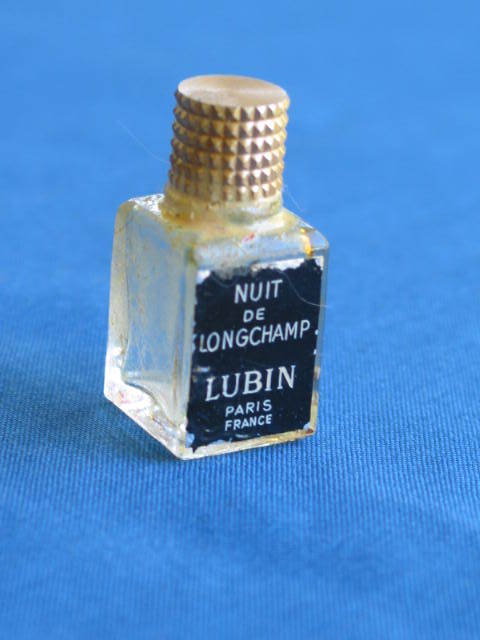 NUIT
DE
LONGCHAMP
LUBIN
PARIS
FRANCE